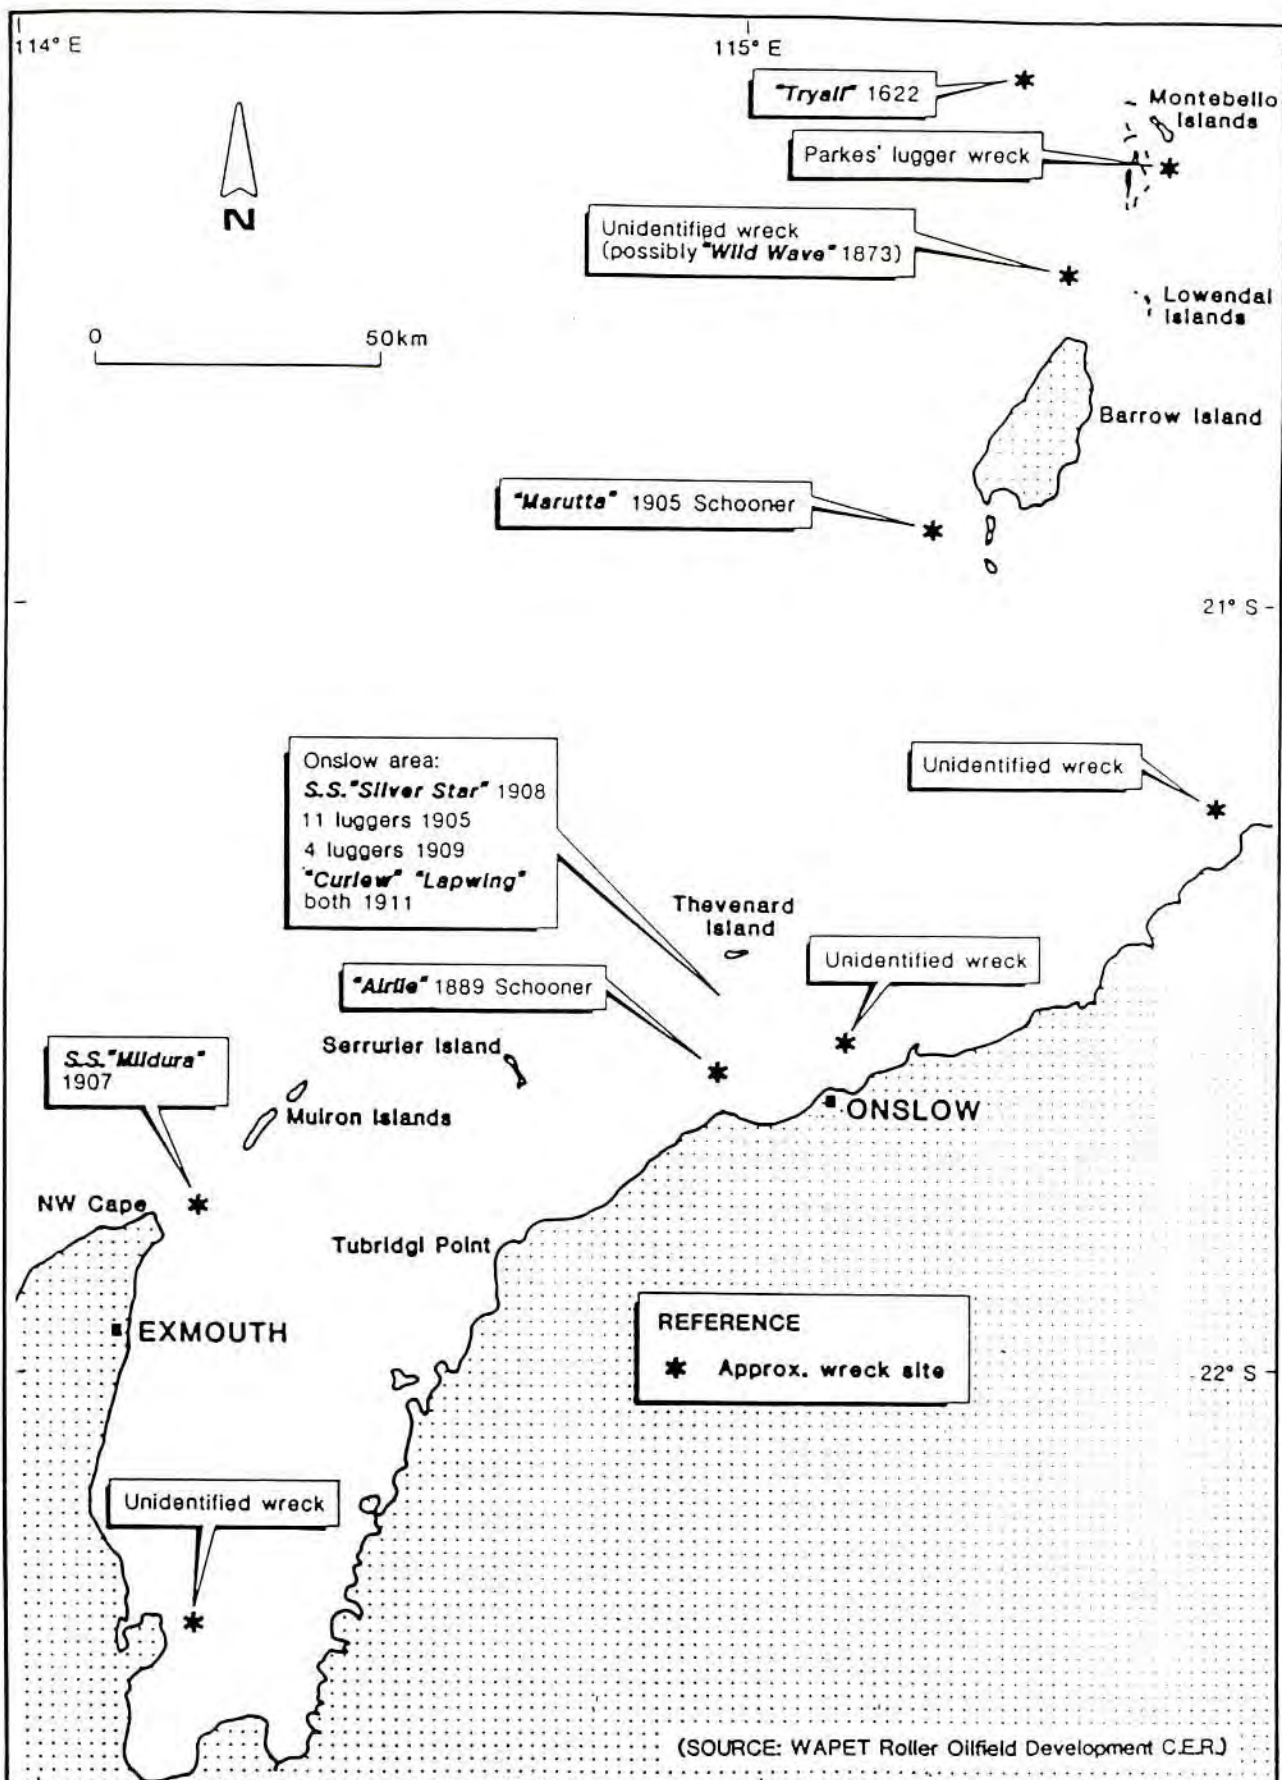 114° E
115° E
"Tryall" 1622
Montebello
Islands
Parkes' lugger wreck
N
Unidentified wreck
(possibly "Wild Wave" 1873)
Lowendal
Islands
0 50km
Barrow Island
"Marutta" 1905 Schooner
21° S
Onslow area:
S.S."Silver Star" 1908
11 luggers 1905
4 luggers 1909
"Curlew" "Lapwing"
both 1911
Unidentified wreck
Thevenard
Island
Unidentified wreck
"Airlie" 1889 Schooner
Serrurier Island
S.S."Mildura"
1907
Muiron Islands
ONSLOW
NW Cape
Tubridgi Point
EXMOUTH
REFERENCE
Approx. wreck site
22° S
Unidentified wreck
(SOURCE: WAPET Roller Oilfield Development C.E.R.)